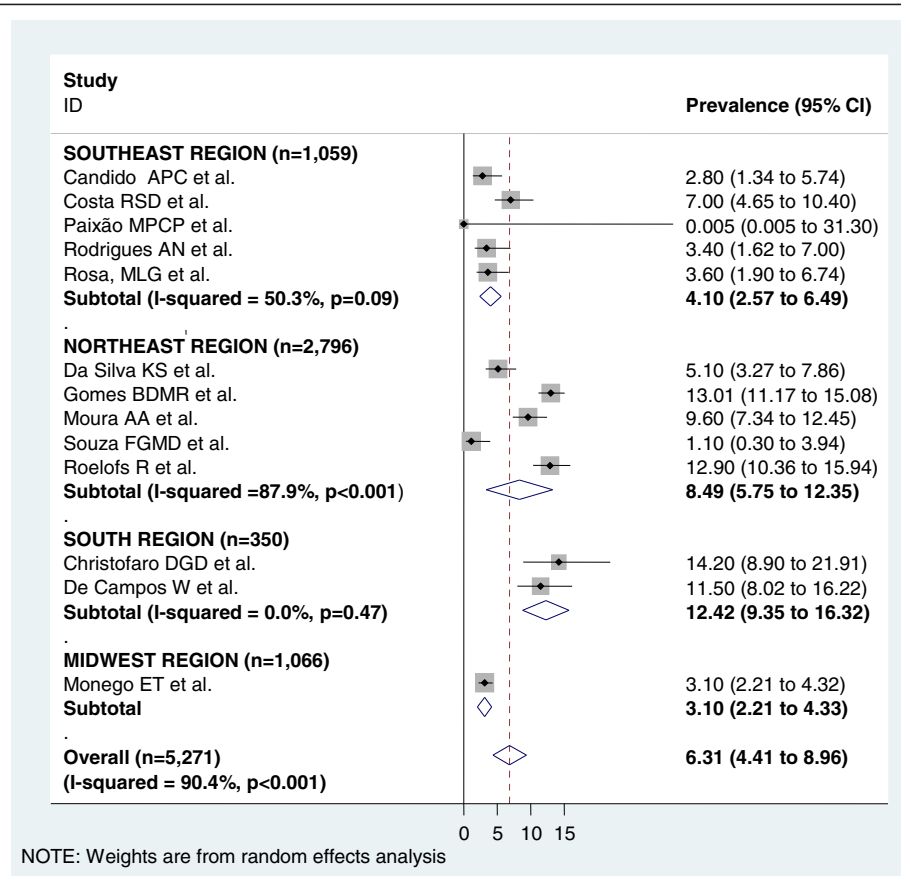 Study
ID Prevalence (95% CI)
SOUTHEAST REGION (n=1,059)
Candido APC et al. 2.80 (1.34 to 5.74)
Costa RSD et al. 7.00 (4.65 to 10.40)
Paixão MPCP et al. 0.005 (0.005 to 31.30)
Rodrigues AN et al. 3.40 (1.62 to 7.00)
Rosa, MLG et al. 3.60 (1.90 to 6.74)
Subtotal (I-squared = 50.3%, p=0.09) 4.10 (2.57 to 6.49)
.
NORTHEAST REGION (n=2,796)
Da Silva KS et al. 5.10 (3.27 to 7.86)
Gomes BDMR et al. 13.01 (11.17 to 15.08)
Moura AA et al. 9.60 (7.34 to 12.45)
Souza FGMD et al. 1.10 (0.30 to 3.94)
Roelofs R et al. 12.90 (10.36 to 15.94)
Subtotal (I-squared =87.9%, p<0.001) 8.49 (5.75 to 12.35)
.
SOUTH REGION (n=350)
Christofaro DGD et al. 14.20 (8.90 to 21.91)
De Campos W et al. 11.50 (8.02 to 16.22)
Subtotal (I-squared = 0.0%, p=0.47) 12.42 (9.35 to 16.32)
.
MIDWEST REGION (n=1,066)
Monego ET et al. 3.10 (2.21 to 4.32)
Subtotal 3.10 (2.21 to 4.33)
.
Overall (n=5,271) 6.31 (4.41 to 8.96)
(I-squared = 90.4%, p<0.001)
0 5 10 15
NOTE: Weights are from random effects analysis